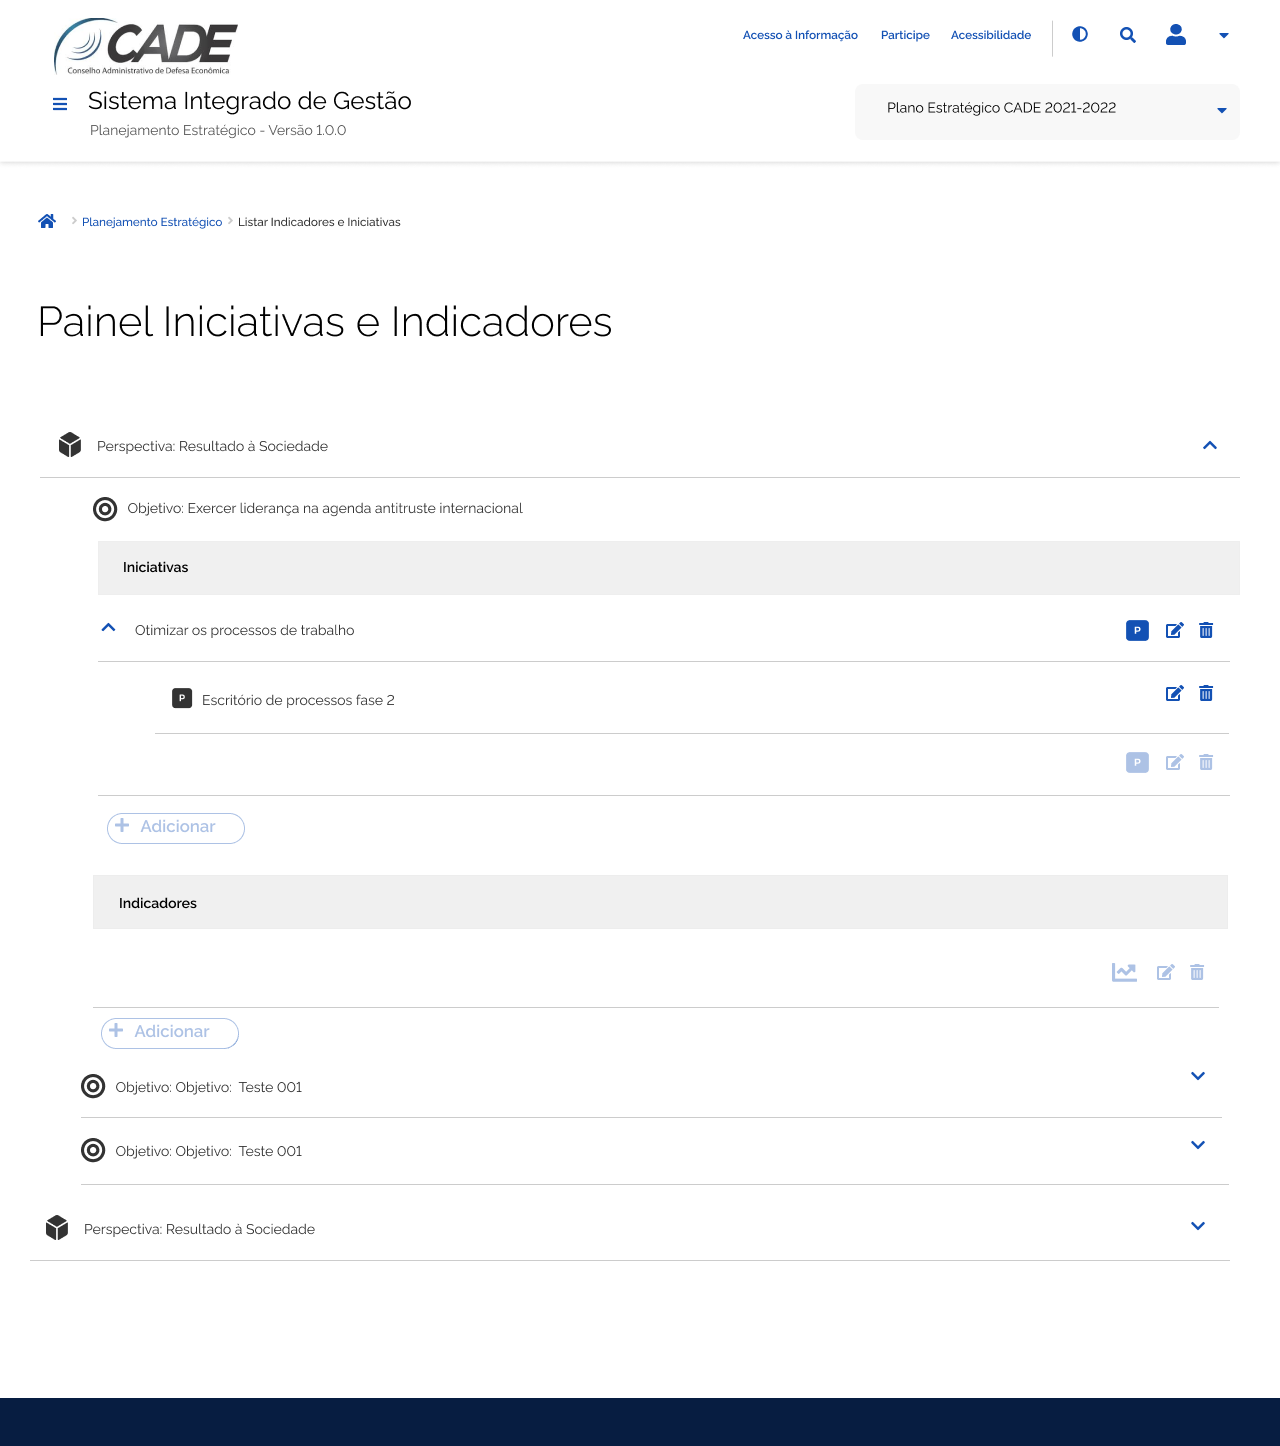 CADE
Conselho Administrativo de Defesa Econômica
Acesso à Informação Participe Acessibilidade
Sistema Integrado de Gestão
Planejamento Estratégico - Versão 1.0.0
Plano Estratégico CADE 2021-2022
Planejamento Estratégico Listar Indicadores e Iniciativas
Painel Iniciativas e Indicadores
Perspectiva: Resultado à Sociedade
Objetivo: Exercer liderança na agenda antitruste internacional
Iniciativas
Otimizar os processos de trabalho P
P Escritório de processos fase 2
P
Adicionar
Indicadores
Adicionar
Objetivo: Objetivo: Teste 001
Objetivo: Objetivo: Teste 001
Perspectiva: Resultado à Sociedade